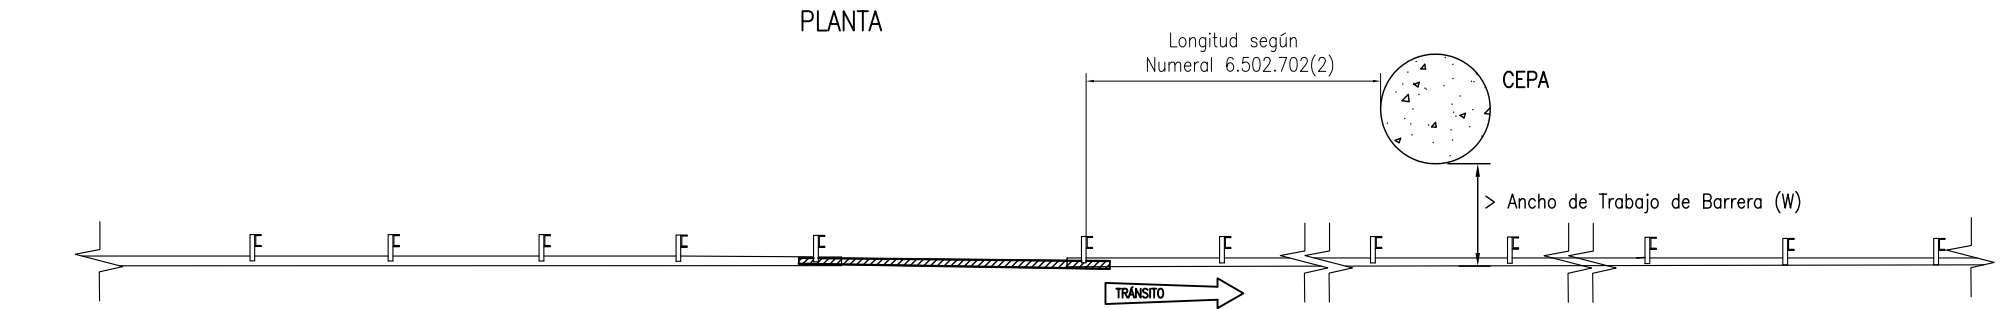 PLANTA
Longitud según
Numeral 6.502.702(2)
CEPA
> Ancho de Trabajo de Barrera (W)
TRÁNSITO